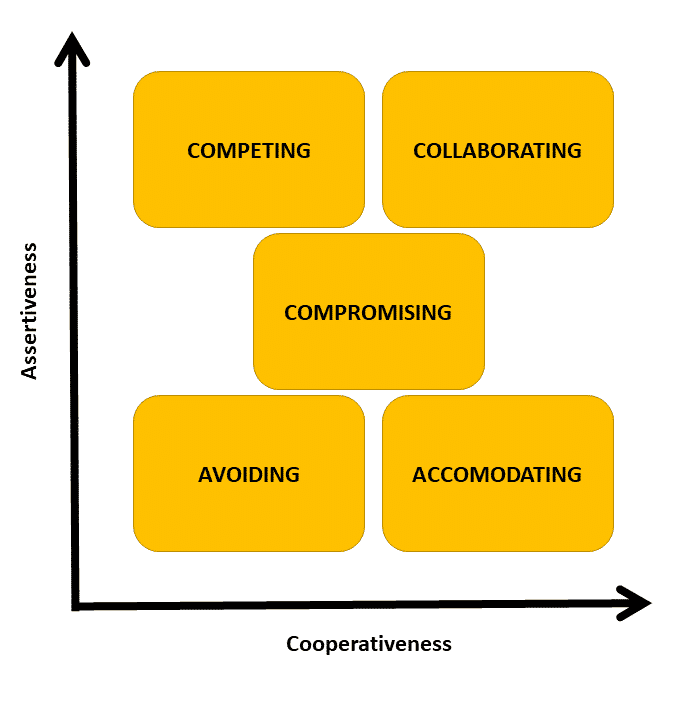 COMPETING
COLLABORATING
COMPROMISING
Assertiveness
AVOIDING
ACCOMODATING
Cooperativeness